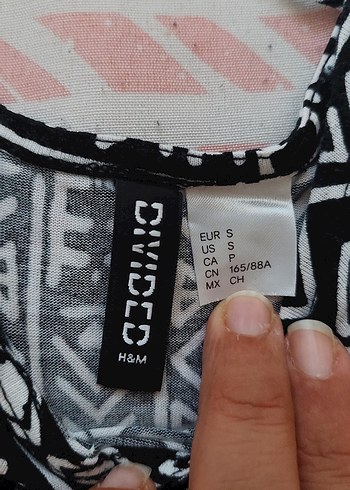 DIVIDED
H&M
EUR S
US S
CA P
CN 165/88A
MX CH